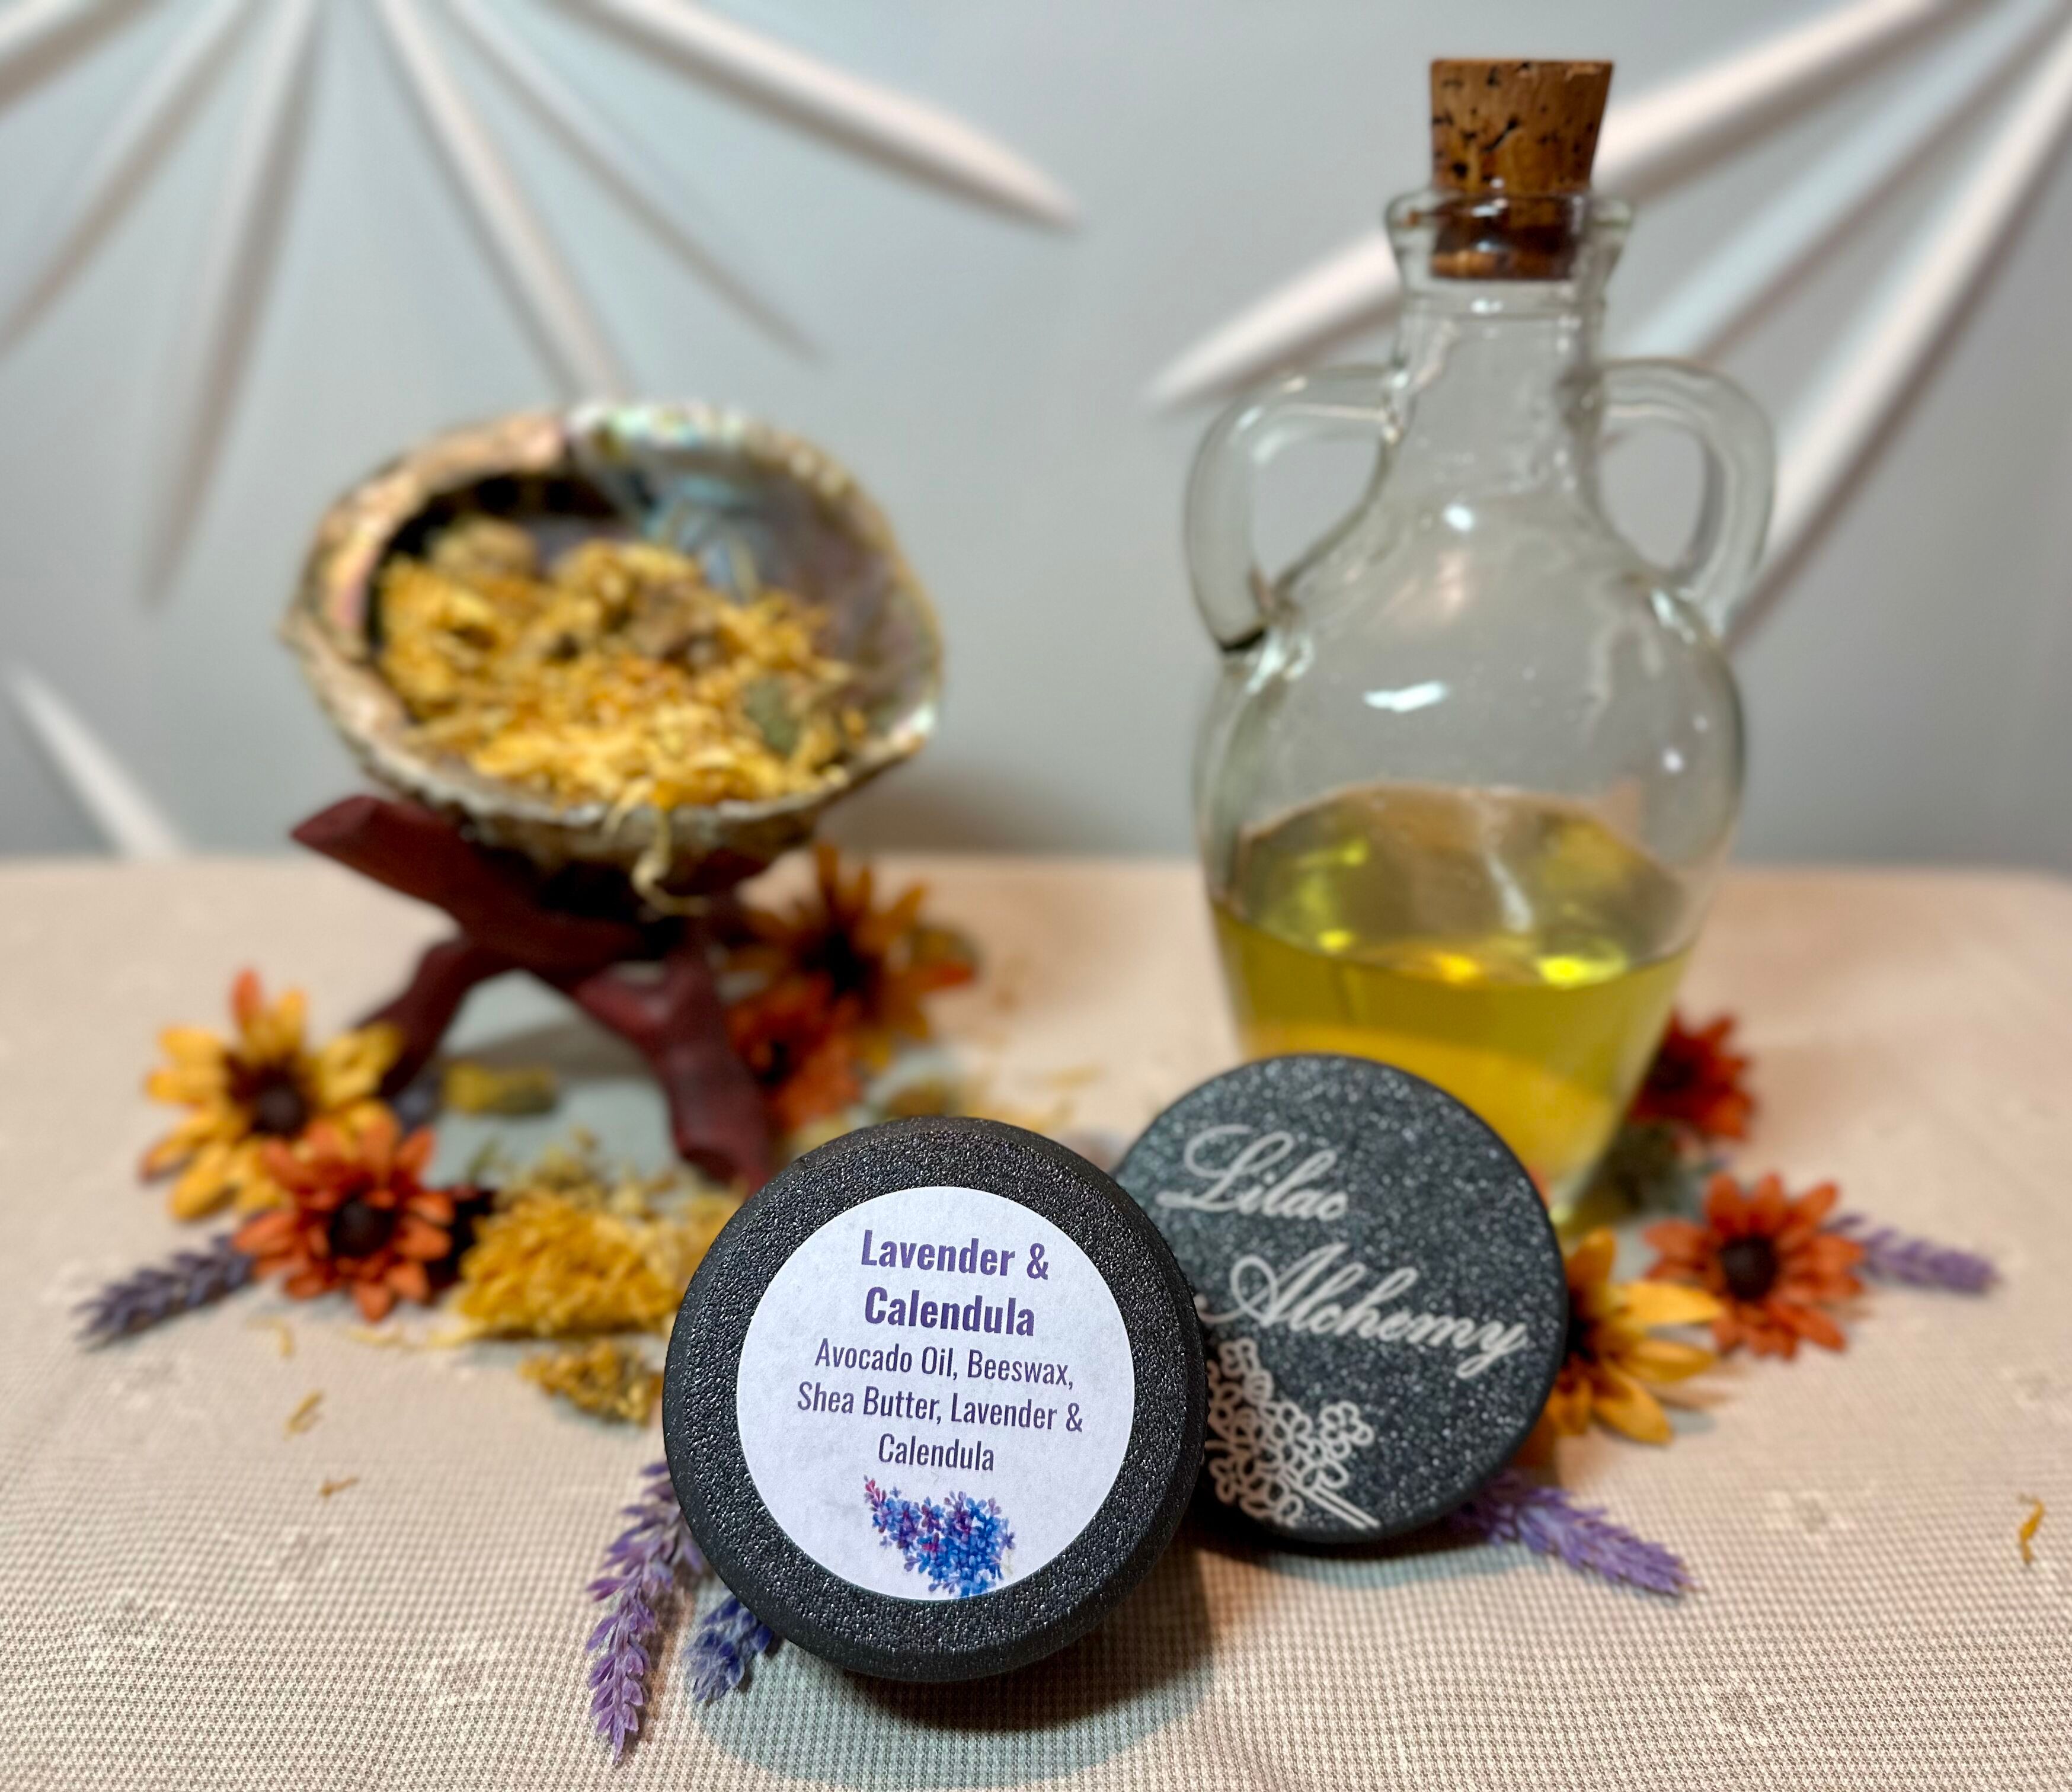 Lavender &
Calendula
Avocado Oil, Beeswax,
Shea Butter, Lavender &
Calendula
Lilac
Alchemy